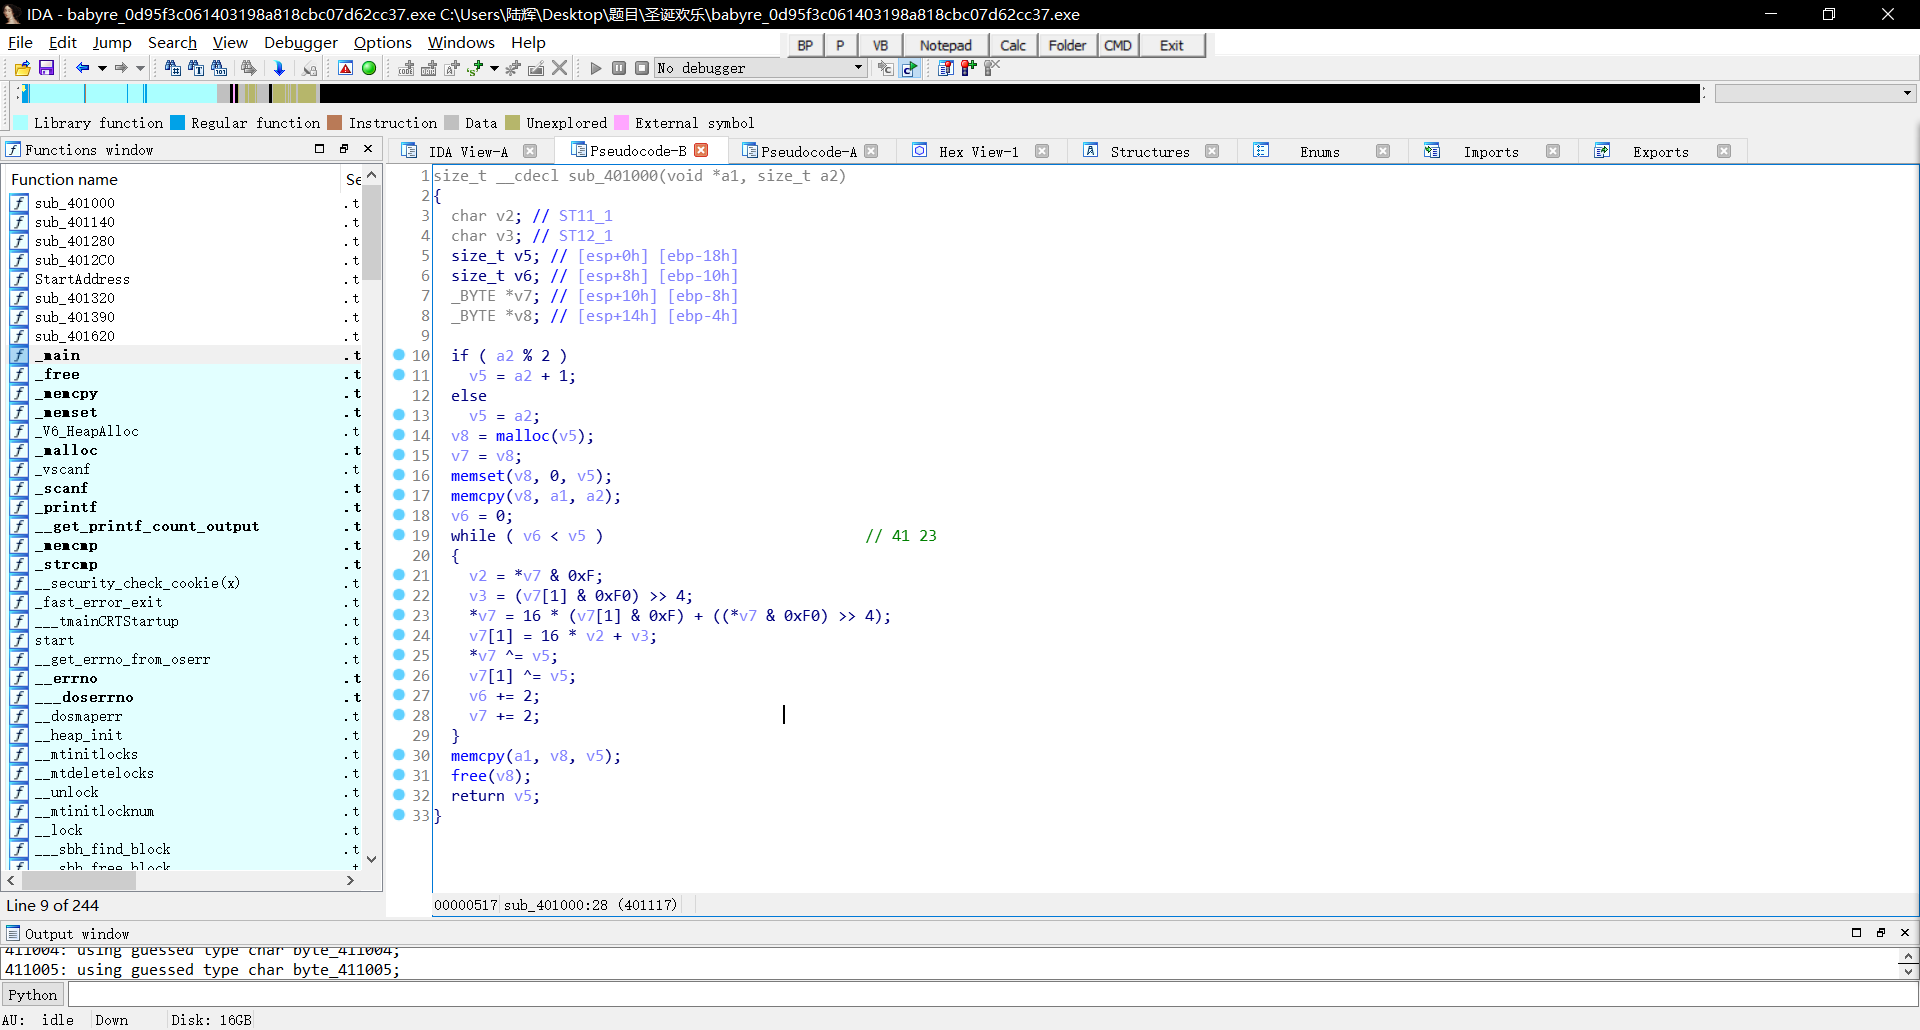 IDA - babyre_0d95f3c061403198a818cbc07d62cc37.exe C:\Users\陆辉\Desktop\题目\圣诞欢乐\babyre_0d95f3c061403198a818cbc07d62cc37.exe
File Edit Jump Search View Debugger Options Windows Help
BP P VB Notepad Calc Folder CMD Exit
No debugger
Library function Regular function Instruction Data Unexplored External symbol
Functions window
IDA View-A Pseudocode-B Pseudocode-A Hex View-1 Structures Enums Imports Exports
Function name Se
sub_401000 .t
sub_401140 .t
sub_401280 .t
sub_4012C0 .t
StartAddress .t
sub_401320 .t
sub_401390 .t
sub_401620 .t
_main .t
_free .t
_memcpy .t
_memset .t
_V6_HeapAlloc .t
_malloc .t
_vscanf .t
_scanf .t
_printf .t
__get_printf_count_output .t
_memcmp .t
_strcmp .t
__security_check_cookie(x) .t
_fast_error_exit .t
___tmainCRTStartup .t
start .t
__get_errno_from_oserr .t
__errno .t
___doserrno .t
__dosmaperr .t
__heap_init .t
__mtinitlocks .t
__mtdeletelocks .t
__unlock .t
__mtinitlocknum .t
__lock .t
___sbh_find_block .t
___sbh_free_block .t
Line 9 of 244
1 size_t __cdecl sub_401000(void *a1, size_t a2)
2 {
3 char v2; // ST11_1
4 char v3; // ST12_1
5 size_t v5; // [esp+0h] [ebp-18h]
6 size_t v6; // [esp+8h] [ebp-10h]
7 _BYTE *v7; // [esp+10h] [ebp-8h]
8 _BYTE *v8; // [esp+14h] [ebp-4h]
9
10 if ( a2 % 2 )
11 v5 = a2 + 1;
12 else
13 v5 = a2;
14 v8 = malloc(v5);
15 v7 = v8;
16 memset(v8, 0, v5);
17 memcpy(v8, a1, a2);
18 v6 = 0;
19 while ( v6 < v5 ) // 41 23
20 {
21 v2 = *v7 & 0xF;
22 v3 = (v7[1] & 0xF0) >> 4;
23 *v7 = 16 * (v7[1] & 0xF) + ((*v7 & 0xF0) >> 4);
24 v7[1] = 16 * v2 + v3;
25 *v7 ^= v5;
26 v7[1] ^= v5;
27 v6 += 2;
28 v7 += 2;
29 }
30 memcpy(a1, v8, v5);
31 free(v8);
32 return v5;
33 }
00000517 sub_401000:28 (401117)
Output window
411004: using guessed type char byte_411004;
411005: using guessed type char byte_411005;
Python
AU: idle Down Disk: 16GB